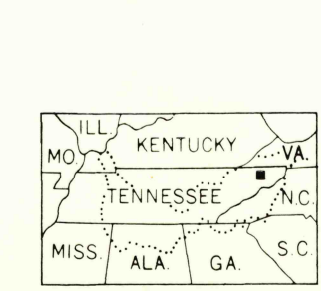 ILL.
MO. KENTUCKY VA.
TENNESSEE N.C.
MISS. ALA. GA. S.C.